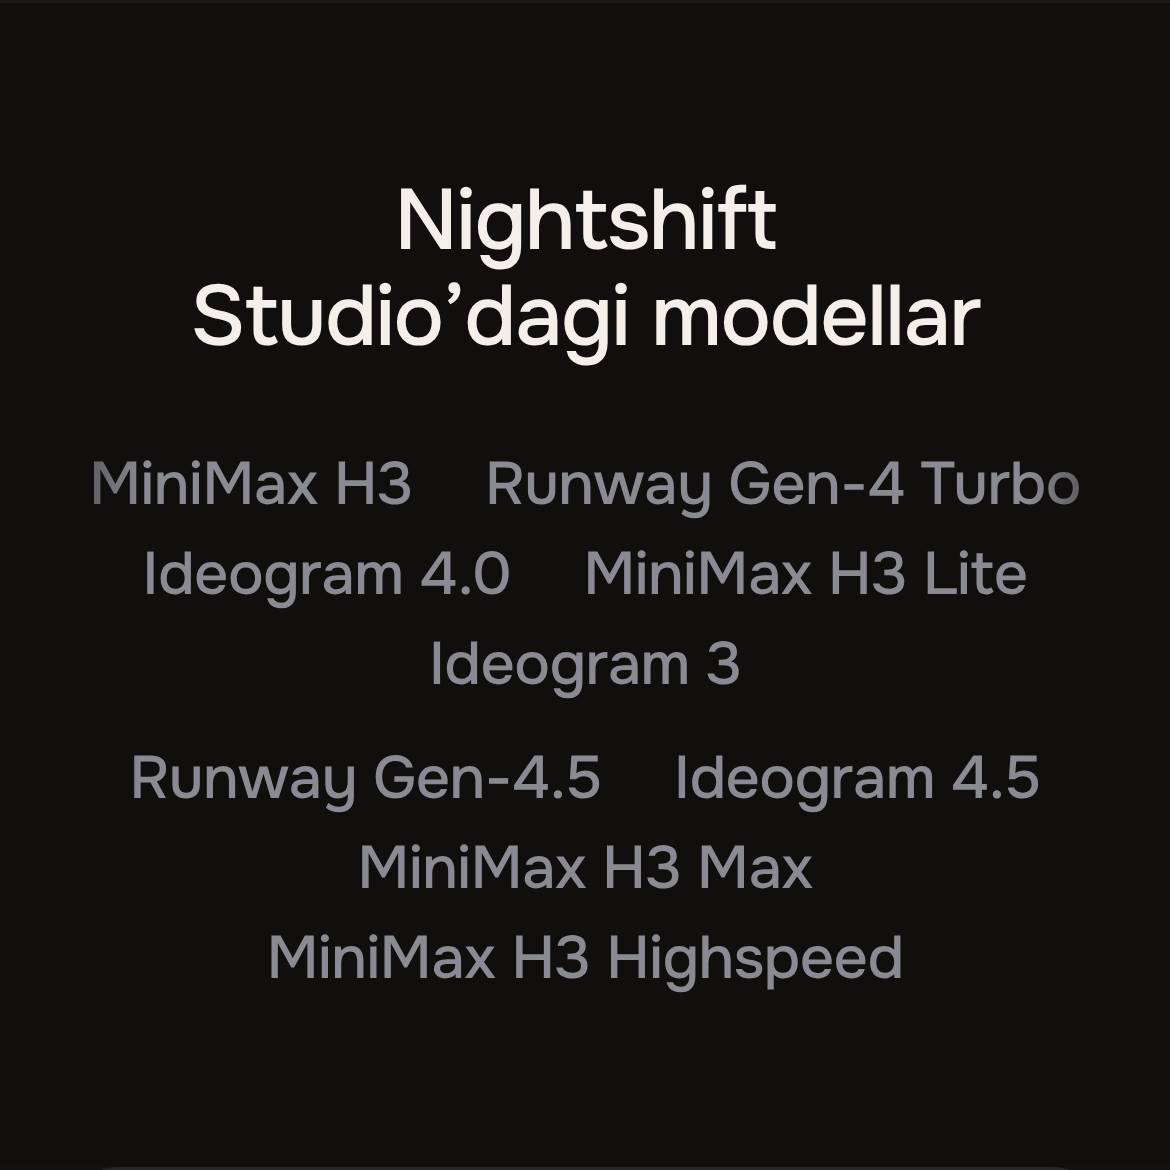 Nightshift
Studio’dagi modellar
MiniMax H3 Runway Gen-4 Turbo
Ideogram 4.0 MiniMax H3 Lite
Ideogram 3
Runway Gen-4.5 Ideogram 4.5
MiniMax H3 Max
MiniMax H3 Highspeed